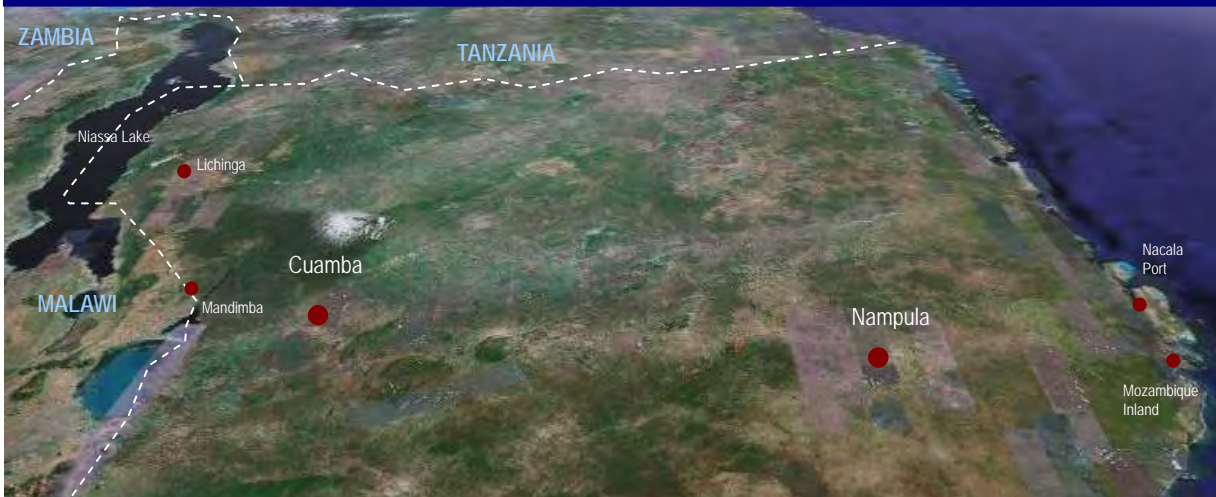 ZAMBIA
TANZANIA
Niassa Lake
Lichinga
Cuamba
Nacala
Port
MALAWI
Mandimba
Nampula
Mozambique
Inland